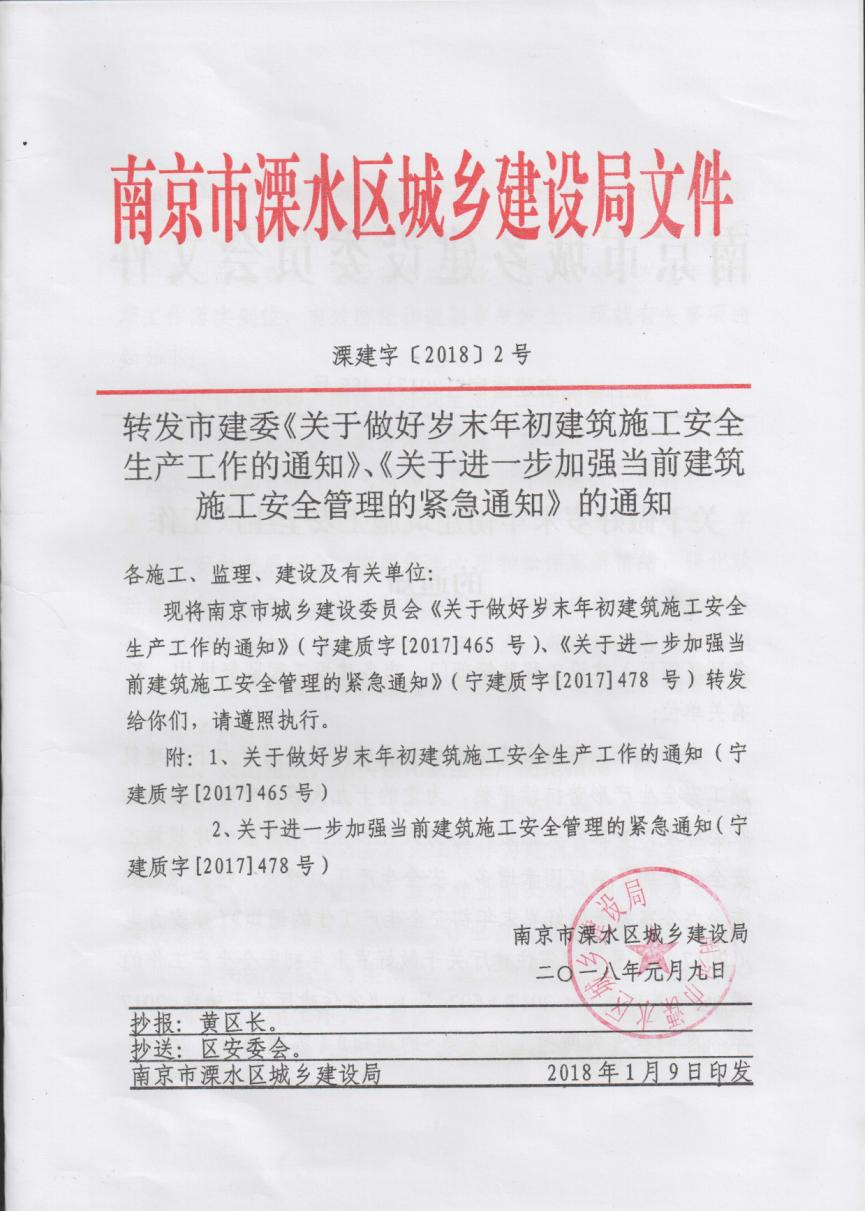 南京市溧水区城乡建设局文件
溧建字〔2018〕2号
转发市建委《关于做好岁末年初建筑施工安全
生产工作的通知》、《关于进一步加强当前建筑
施工安全管理的紧急通知》的通知
各施工、监理、建设及有关单位：
现将南京市城乡建设委员会《关于做好岁末年初建筑施工安全
生产工作的通知》（宁建质字[2017]465 号）、《关于进一步加强当
前建筑施工安全管理的紧急通知》（宁建质字[2017]478 号）转发
给你们，请遵照执行。
附：1、关于做好岁末年初建筑施工安全生产工作的通知（宁
建质字[2017]465号）
2、关于进一步加强当前建筑施工安全管理的紧急通知（宁
建质字[2017]478号）
南京市溧水区城乡建设局
二〇一八年元月九日
南京市溧水区城乡建设局
抄报：黄区长。
抄送：区安委会。
南京市溧水区城乡建设局 2018年1月9日印发